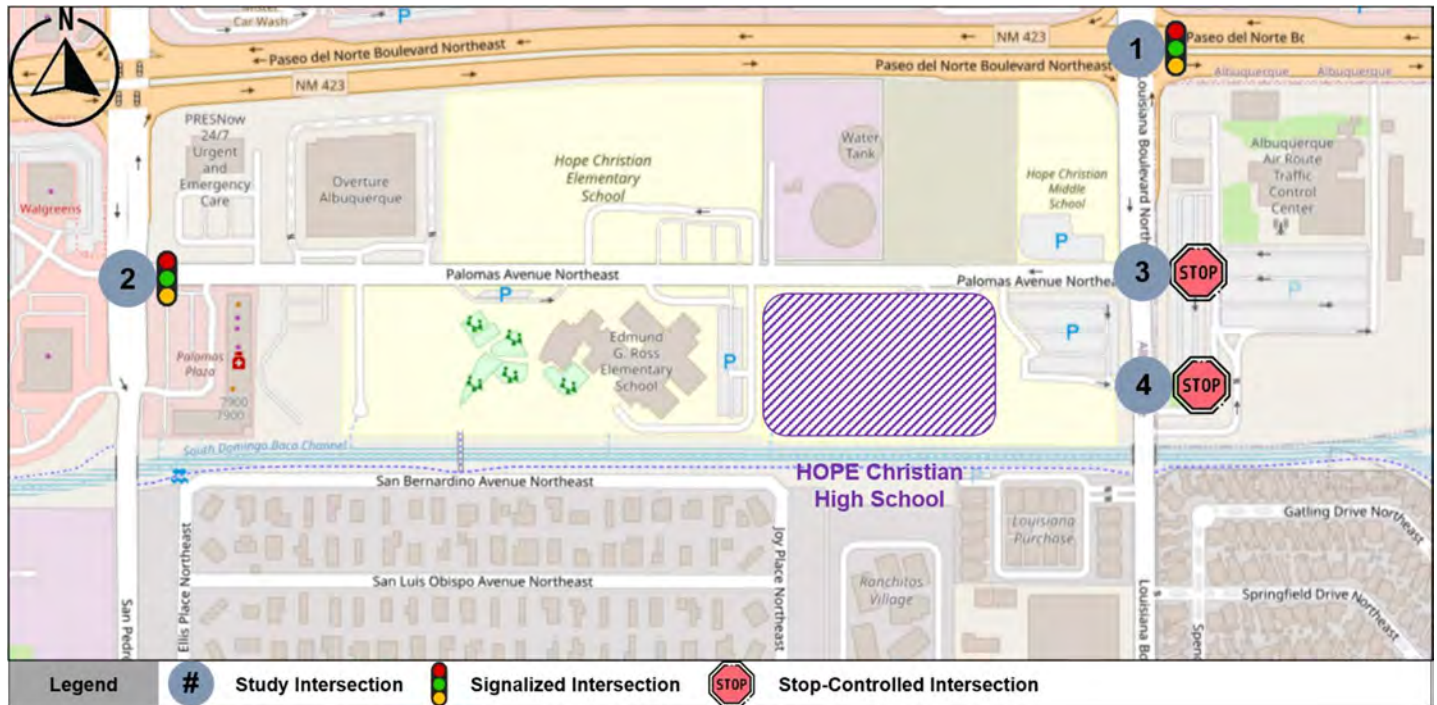 Car Wash
P
P
N
Paseo del Norte Boulevard Northeast
NM 423
1
Paseo del Norte Bo
NM 423
Paseo del Norte Boulevard Northeast
Albuquerque
Albuquerque
Louisiana Boulevard North
PRESNow
24/7
Urgent
and
Emergency
Care
Overture
Albuquerque
Hope Christian
Elementary
School
Water
Tank
Hope Christian
Middle
School
P
Albuquerque
Air Route
Traffic
Control
Center
Walgreens
2
Palomas Avenue Northeast
Palomas Avenue Northea
3
STOP
P
P
P
Palomas
Plaza
7900
7900
Edmund
G. Ross
Elementary
School
P
4
STOP
South Domingo Baca Channel
San Bernardino Avenue Northeast
HOPE Christian
High School
P
Louisiana
Purchase
Gatling Drive Northeast
San Luis Obispo Avenue Northeast
Ranchitos
Village
Springfield Drive Northeast
San Pedr
Ellis Place Northeast
Joy Place Northeast
Louisiana Bo
Spenc
Legend
#
Study Intersection
Signalized Intersection
STOP
Stop-Controlled Intersection